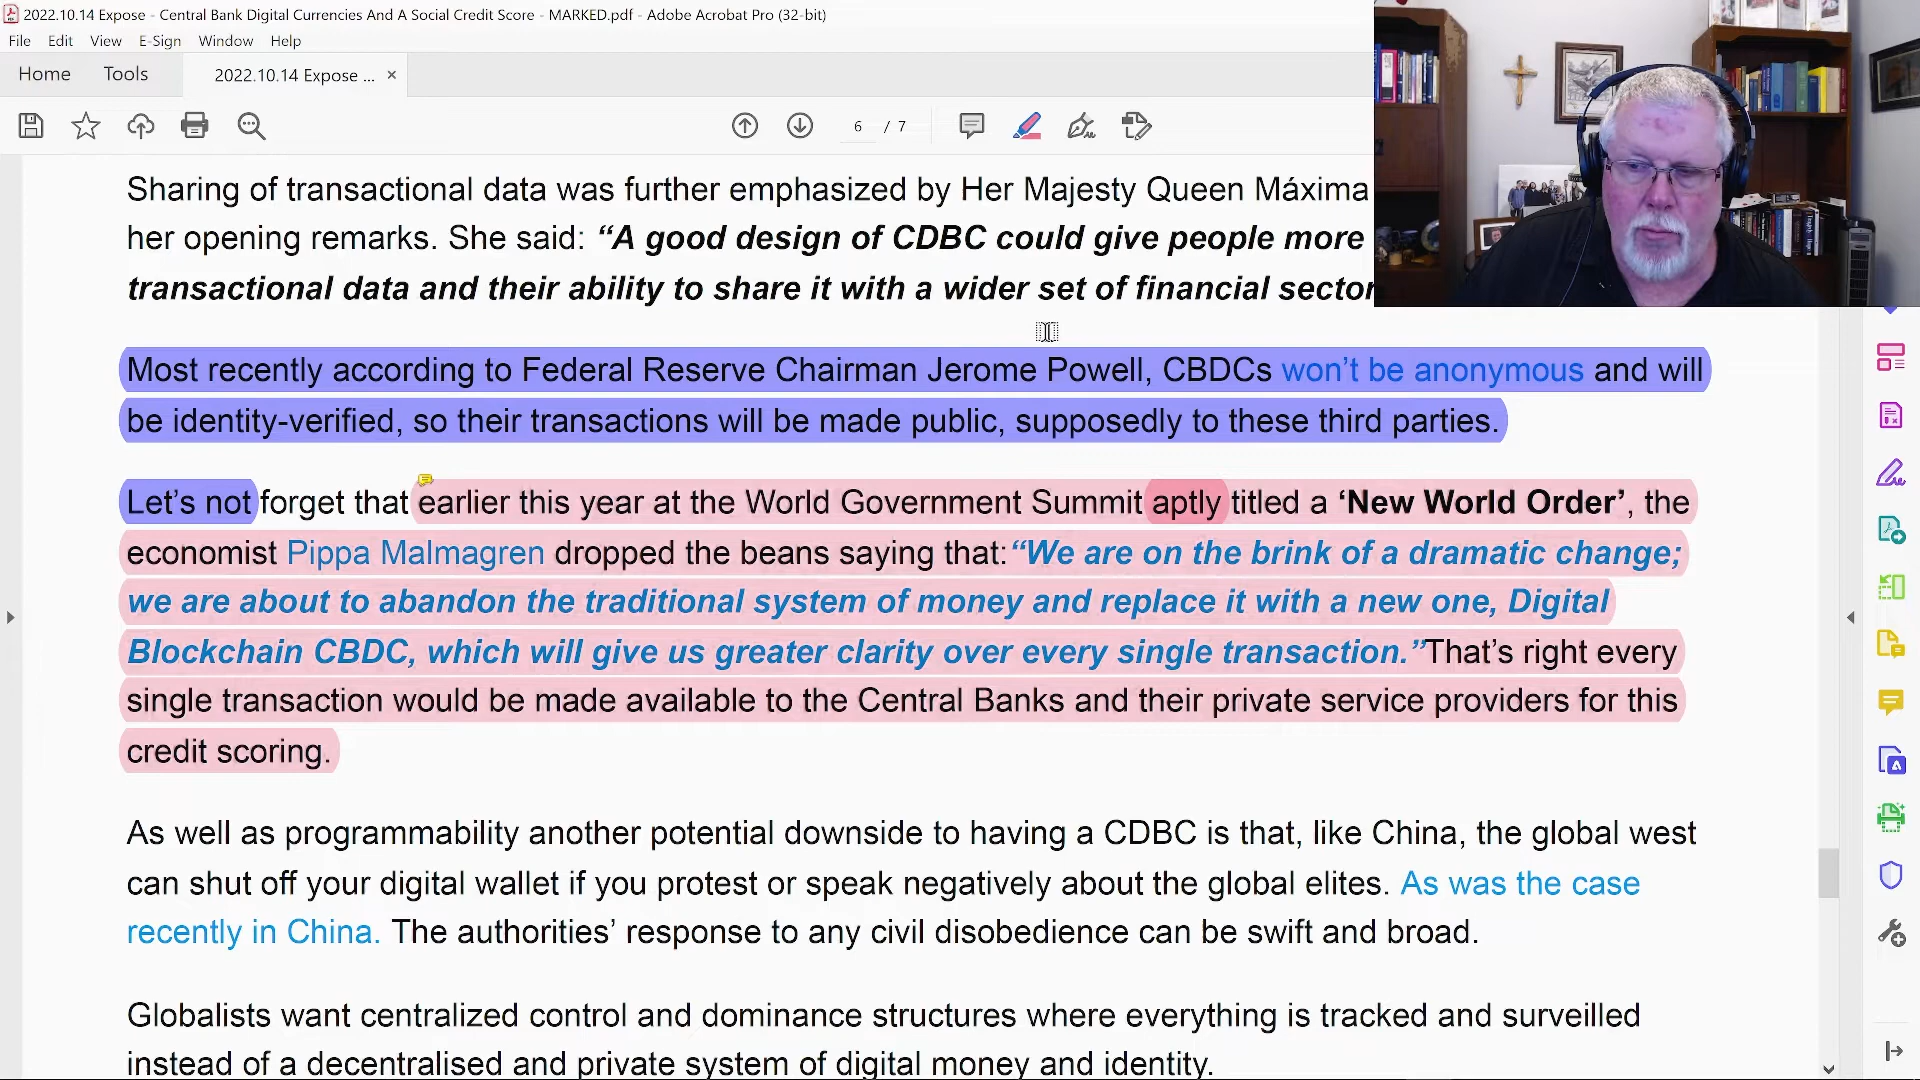 2022.10.14 Expose - Central Bank Digital Currencies And A Social Credit Score - MARKED.pdf - Adobe Acrobat Pro (32-bit)
File Edit View E-Sign Window Help
Home Tools 2022.10.14 Expose ... ×
6 / 7
Sharing of transactional data was further emphasized by Her Majesty Queen Máxima
her opening remarks. She said: “A good design of CDBC could give people more
transactional data and their ability to share it with a wider set of financial sector
Most recently according to Federal Reserve Chairman Jerome Powell, CBDCs won’t be anonymous and will
be identity-verified, so their transactions will be made public, supposedly to these third parties.
Let’s not forget that earlier this year at the World Government Summit aptly titled a ‘New World Order’, the
economist Pippa Malmagren dropped the beans saying that:“We are on the brink of a dramatic change;
we are about to abandon the traditional system of money and replace it with a new one, Digital
Blockchain CBDC, which will give us greater clarity over every single transaction.”That’s right every
single transaction would be made available to the Central Banks and their private service providers for this
credit scoring.
As well as programmability another potential downside to having a CDBC is that, like China, the global west
can shut off your digital wallet if you protest or speak negatively about the global elites. As was the case
recently in China. The authorities’ response to any civil disobedience can be swift and broad.
Globalists want centralized control and dominance structures where everything is tracked and surveilled
instead of a decentralised and private system of digital money and identity.